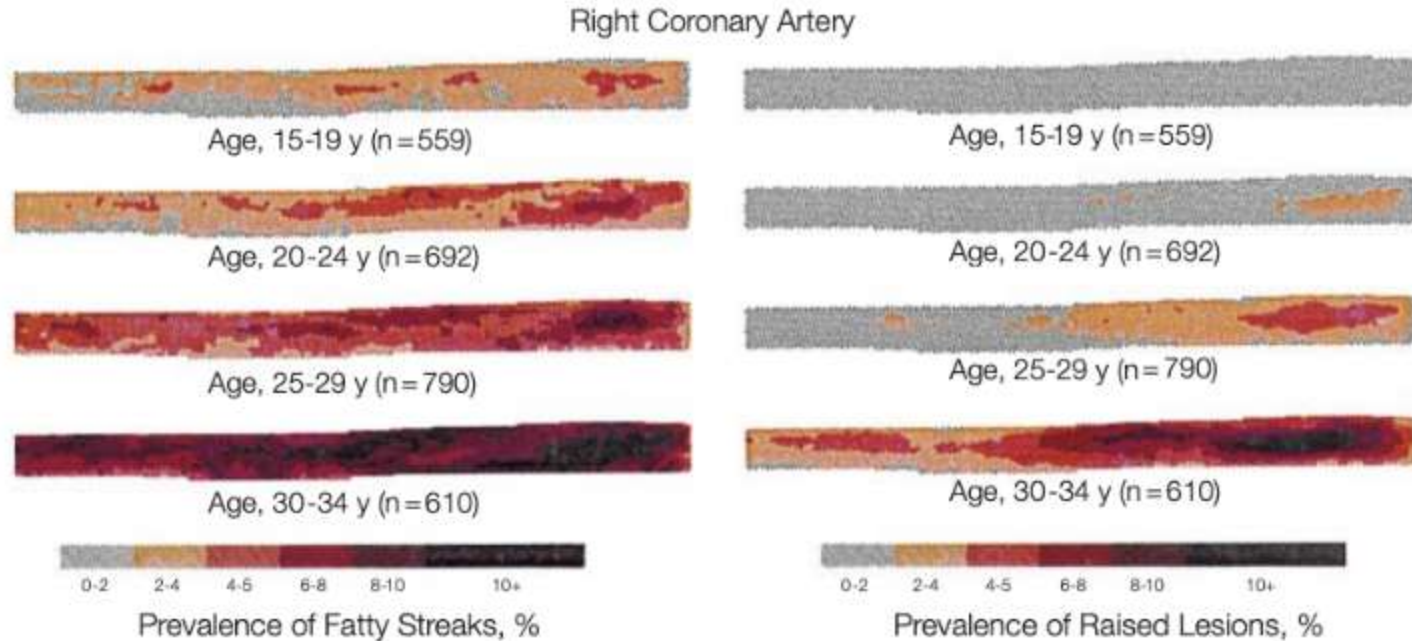 Right Coronary Artery
Age, 15-19 y (n=559)
Age, 20-24 y (n=692)
Age, 25-29 y (n=790)
Age, 30-34 y (n=610)
0-2 2-4 4-5 6-8 8-10 10+
Prevalence of Fatty Streaks, %
Age, 15-19 y (n=559)
Age, 20-24 y (n=692)
Age, 25-29 y (n=790)
Age, 30-34 y (n=610)
0-2 2-4 4-5 6-8 8-10 10+
Prevalence of Raised Lesions, %